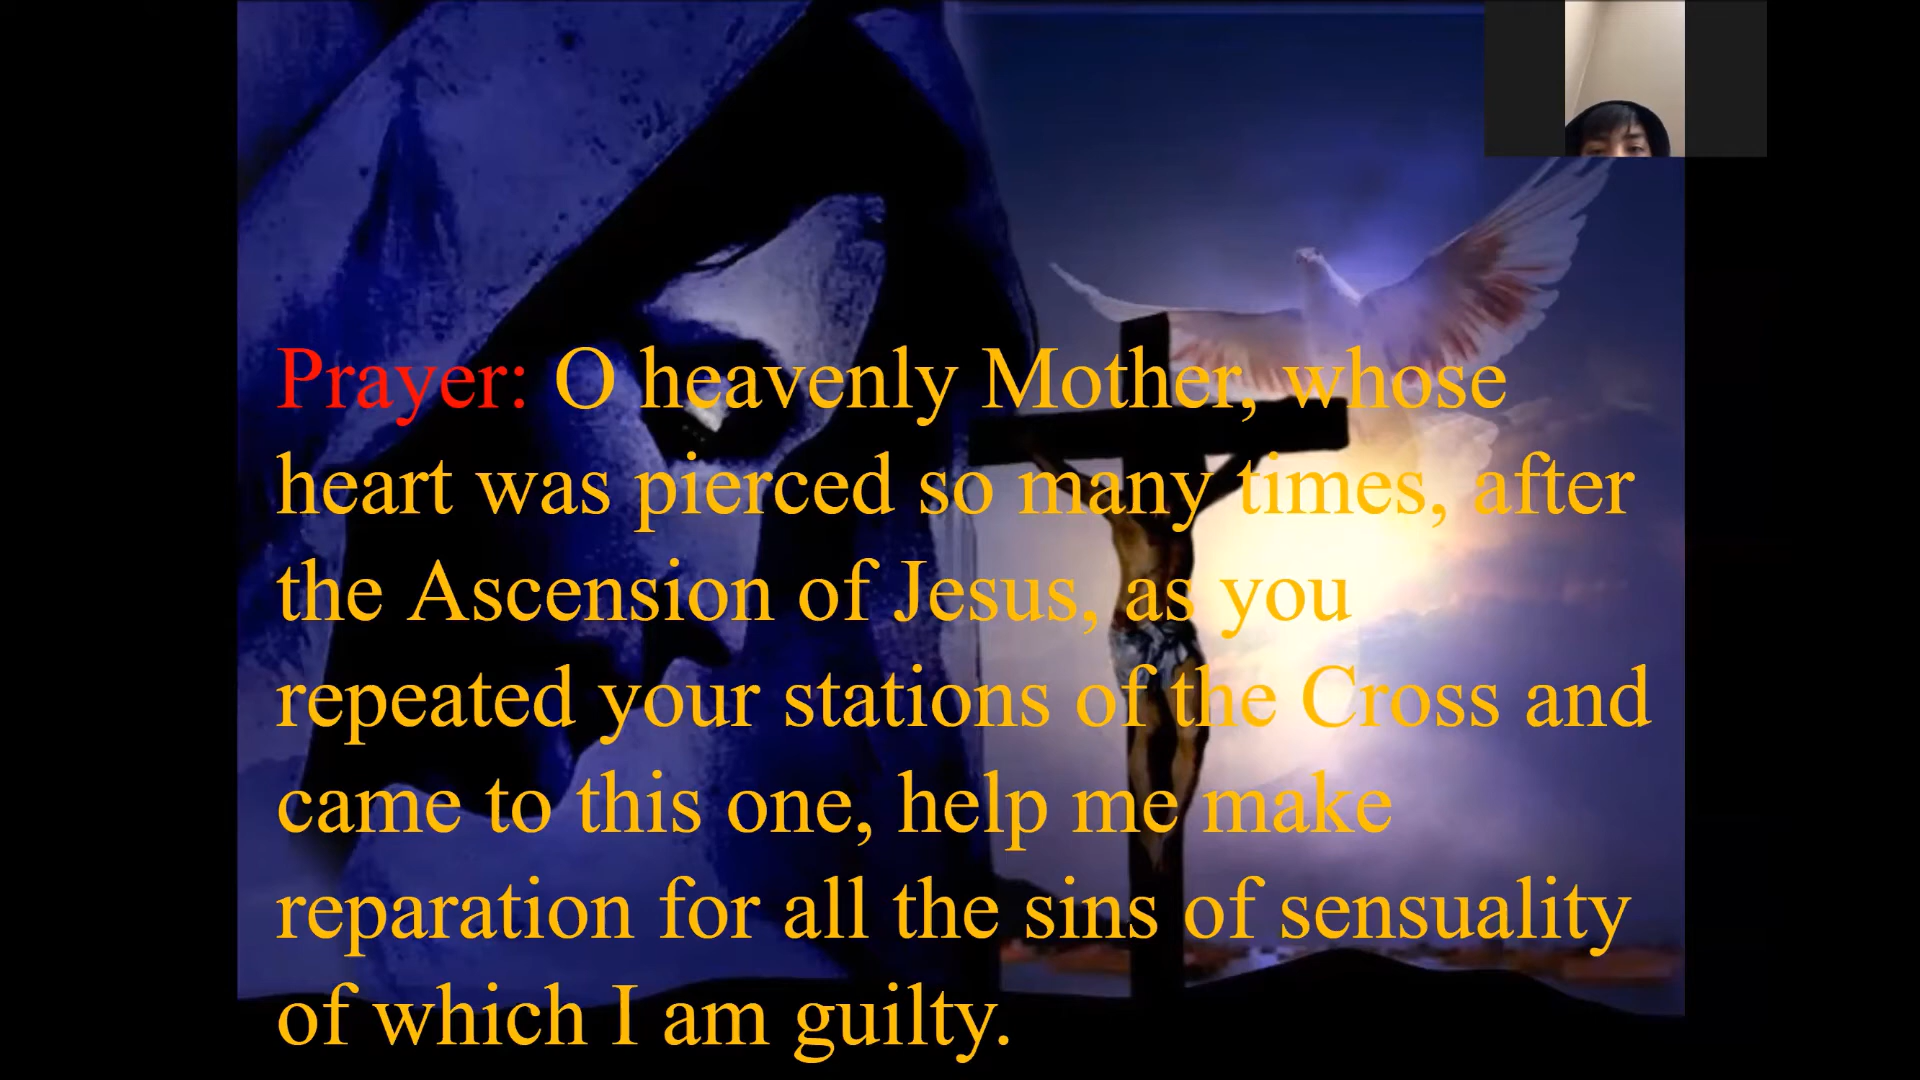 Prayer: O heavenly Mother, whose
heart was pierced so many times, after
the Ascension of Jesus, as you
repeated your stations of the Cross and
came to this one, help me make
reparation for all the sins of sensuality
of which I am guilty.